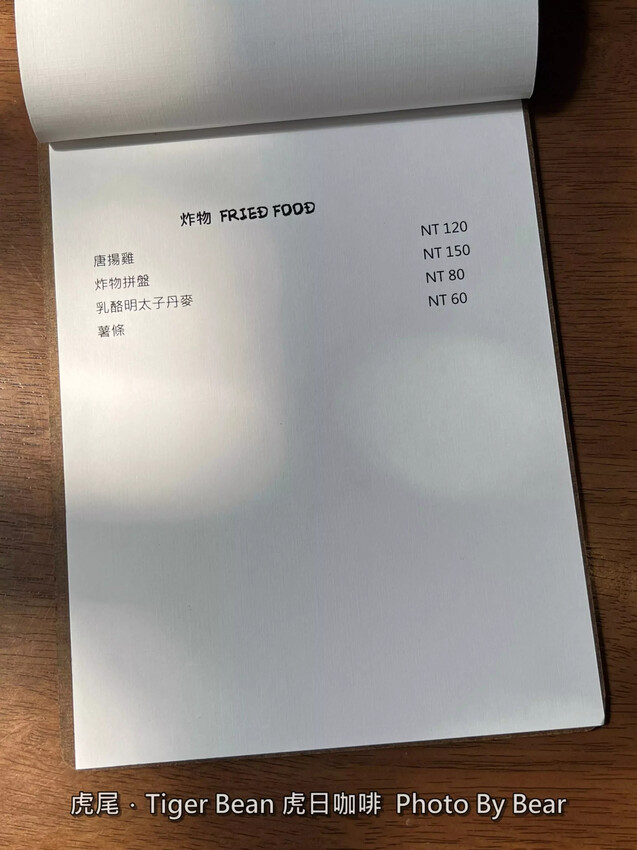 炸物 FRIED FOOD
唐揚雞 NT 120
炸物拼盤 NT 150
乳酪明太子丹麥 NT 80
薯條 NT 60
虎尾．Tiger Bean 虎日咖啡 Photo By Bear